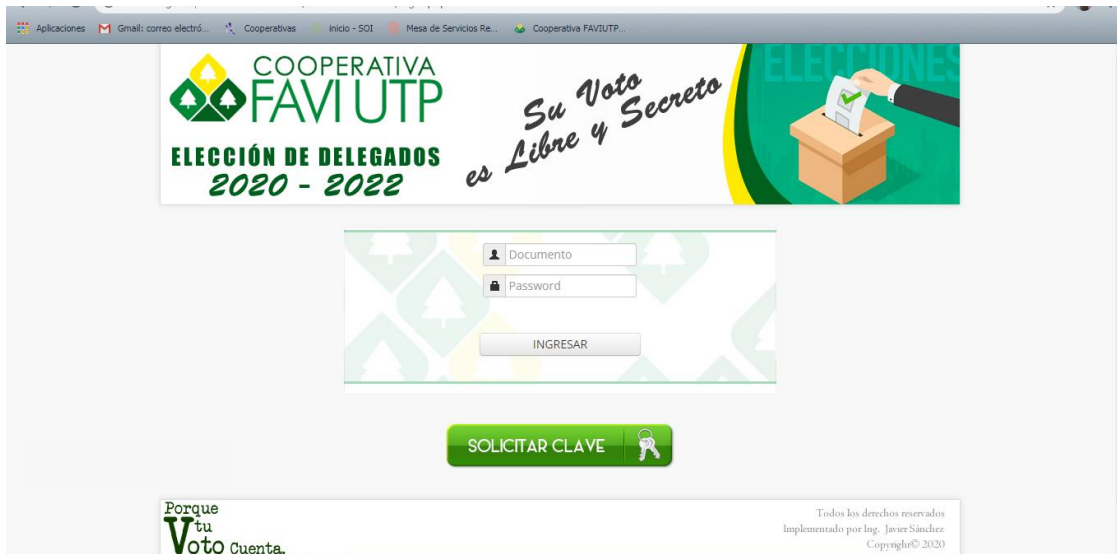 Aplicaciones Gmail: correo electró... Cooperativas inicio - SOI Mesa de Servicios Re... Cooperativa FAVIUTP...
COOPERATIVA
FAVI UTP
ELECCIÓN DE DELEGADOS
2020 - 2022
Su Voto
es Libre y Secreto
ELECCIONES
Documento
Password
INGRESAR
SOLICITAR CLAVE
Porque
tu
Voto Cuenta.
Todos los derechos reservados
Implementado por Ing. Javier Sánchez
Copyright© 2020